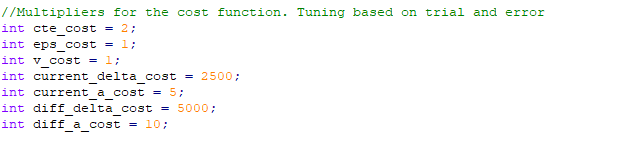 //Multipliers for the cost function. Tuning based on trial and error
int cte_cost = 2;
int eps_cost = 1;
int v_cost = 1;
int current_delta_cost = 2500;
int current_a_cost = 5;
int diff_delta_cost = 5000;
int diff_a_cost = 10;